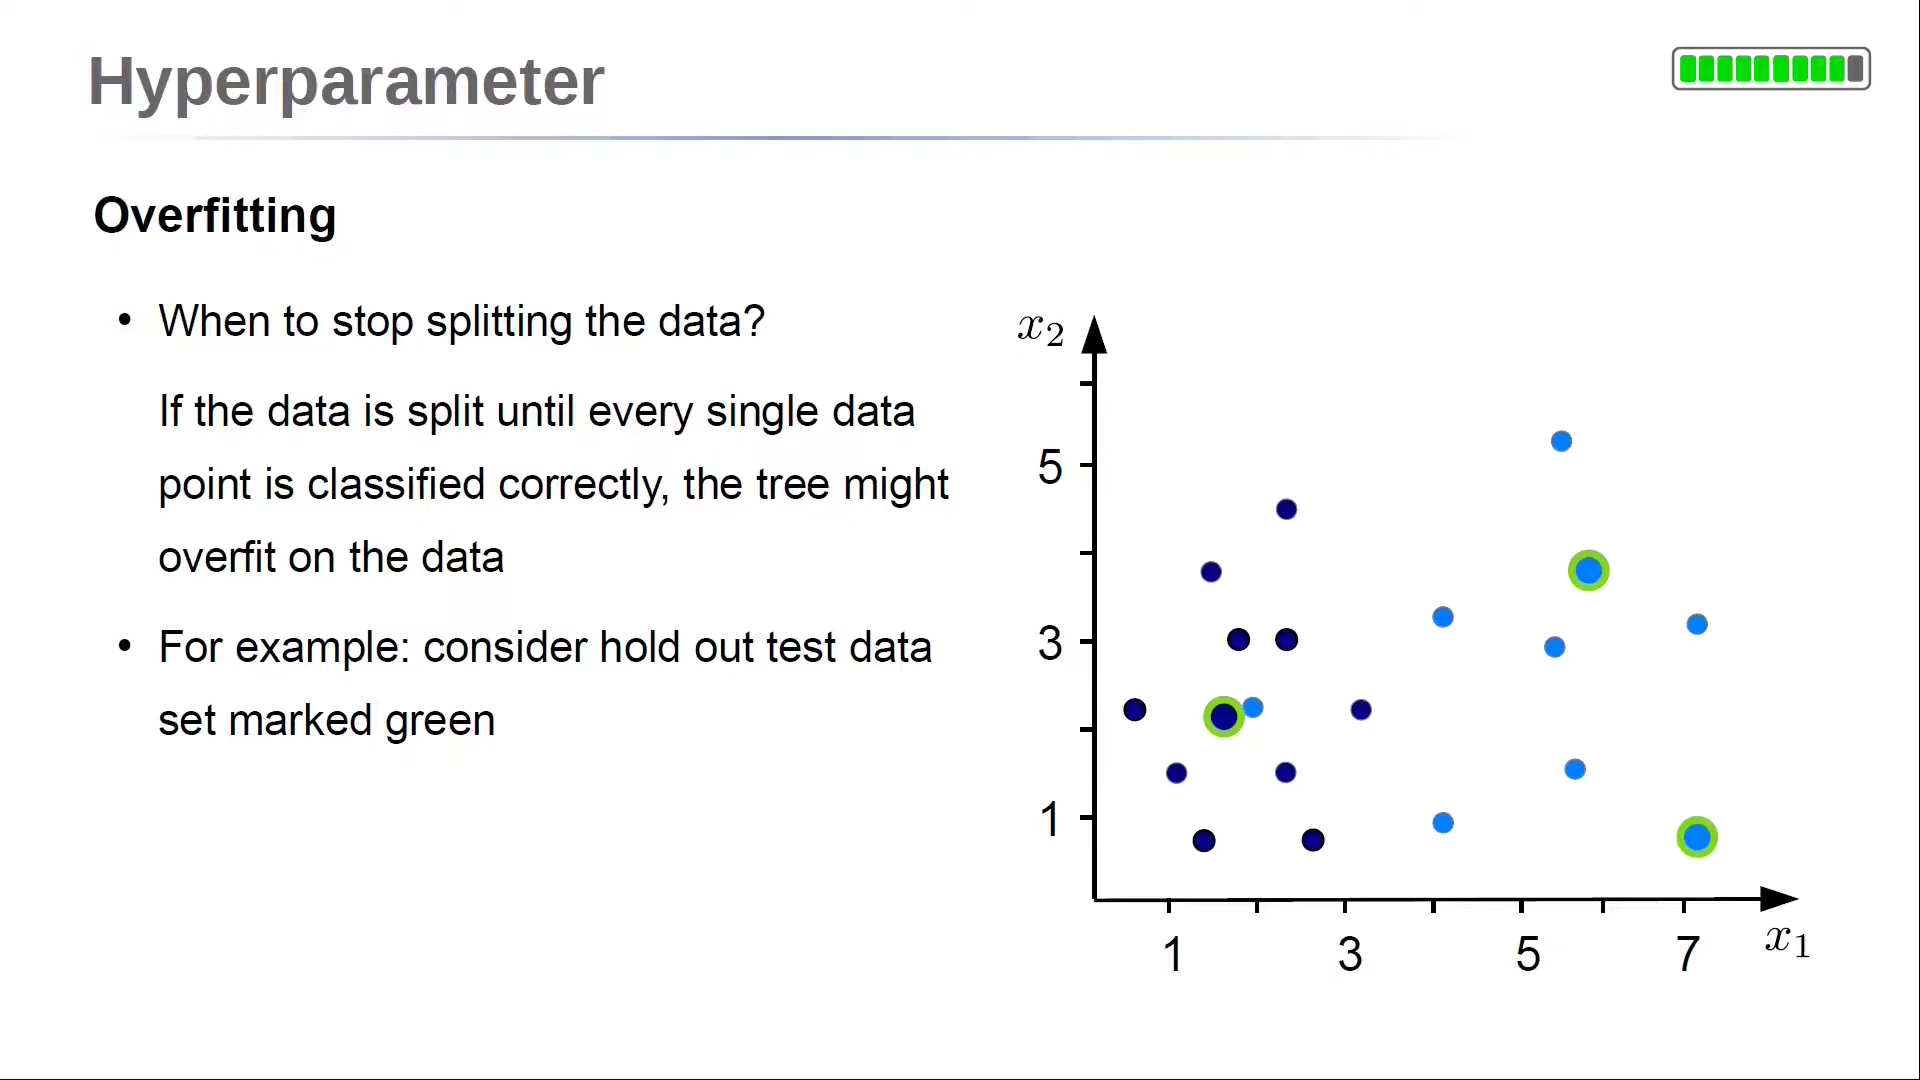 Hyperparameter
Overfitting
• When to stop splitting the data?
If the data is split until every single data
point is classified correctly, the tree might
overfit on the data
• For example: consider hold out test data
set marked green
x2
5
3
1
1 3 5 7
x1